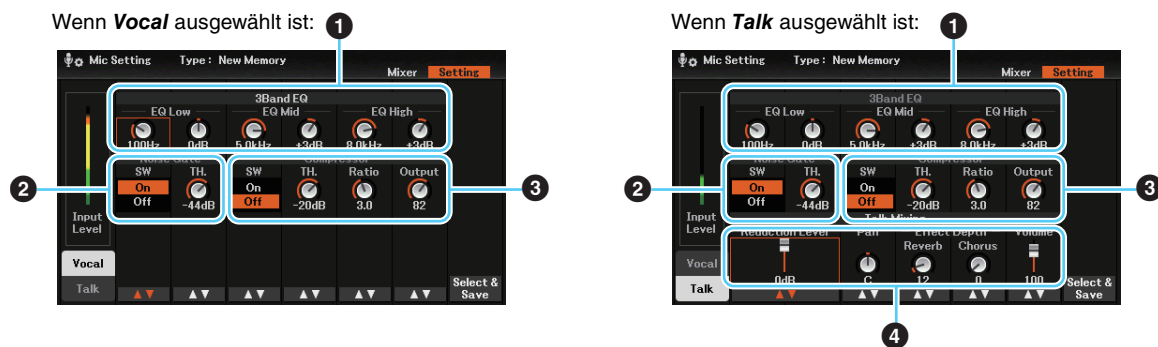 Wenn Vocal ausgewählt ist:
1
Mic Setting Type : New Memory
Mixer Setting
3Band EQ
EQ Low EQ Mid EQ High
100Hz 0dB 5.0kHz +3dB 8.0kHz +3dB
Noise Gate Compressor
SW TH. SW TH. Ratio Output
On On
Off -44dB Off -20dB 3.0 82
2
3
Input
Level
Vocal
Talk
Select &
Save
Wenn Talk ausgewählt ist:
1
Mic Setting Type : New Memory
Mixer Setting
3Band EQ
EQ Low EQ Mid EQ High
100Hz 0dB 5.0kHz +3dB 8.0kHz +3dB
Noise Gate Compressor
SW TH. SW TH. Ratio Output
On On
Off -44dB Off -20dB 3.0 82
2
3
Input
Level
Talk Mixing
Reduction Level Pan Effect Depth Volume
Reverb Chorus
Vocal
0dB C 12 0 100
Talk
Select &
Save
4